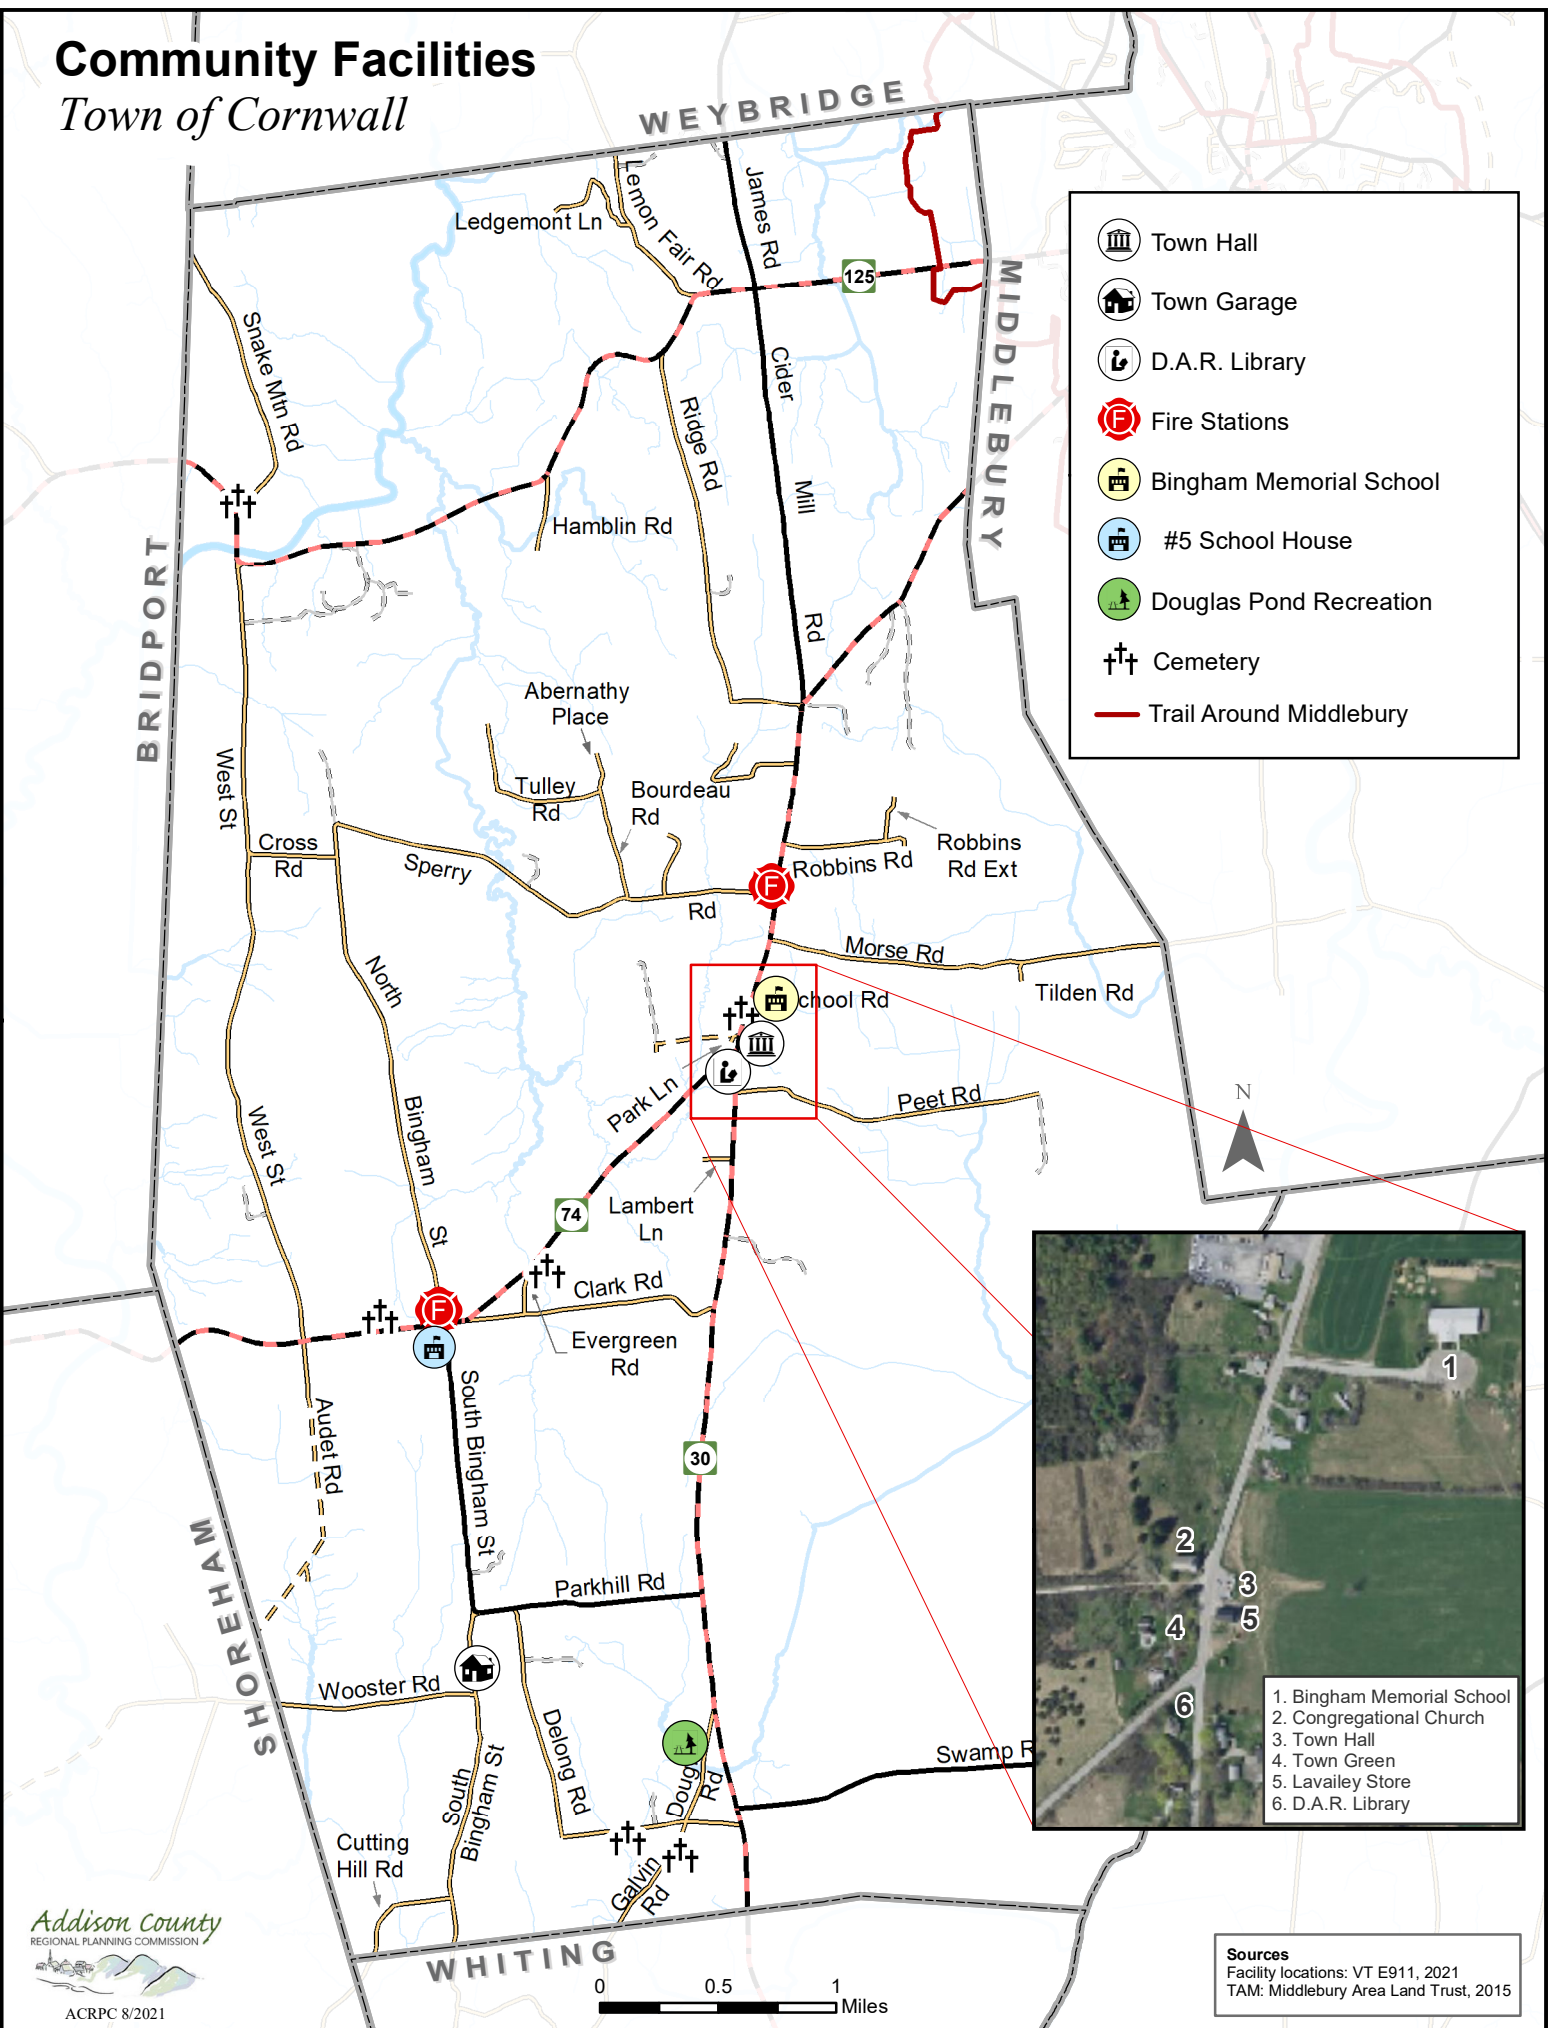 Community Facilities
Town of Cornwall
WEYBRIDGE
MIDDLEBURY
BRIDPORT
SHOREHAM
WHITING
Town Hall
Town Garage
D.A.R. Library
F Fire Stations
Bingham Memorial School
#5 School House
Douglas Pond Recreation
Cemetery
Trail Around Middlebury
Ledgemont Ln
Lemon Fair Rd
James Rd
125
Snake Mtn Rd
Cider
Mill
Rd
Ridge Rd
Hamblin Rd
Abernathy
Place
West St
Tulley
Rd
Bourdeau
Rd
Cross
Rd
Sperry
Rd
F
Robbins Rd
Robbins
Rd Ext
Morse Rd
Tilden Rd
North
Bingham
St
chool Rd
Park Ln
Peet Rd
N
West St
74
Lambert
Ln
Clark Rd
F
Evergreen
Rd
Audet Rd
South Bingham St
30
Parkhill Rd
Wooster Rd
Delong Rd
Doug
Rd
Swamp R
South
Bingham St
Cutting
Hill Rd
Galvin
Rd
1
2
3
4
5
6
1. Bingham Memorial School
2. Congregational Church
3. Town Hall
4. Town Green
5. Lavailey Store
6. D.A.R. Library
Addison County
REGIONAL PLANNING COMMISSION
ACRPC 8/2021
0 0.5 1
Miles
Sources
Facility locations: VT E911, 2021
TAM: Middlebury Area Land Trust, 2015